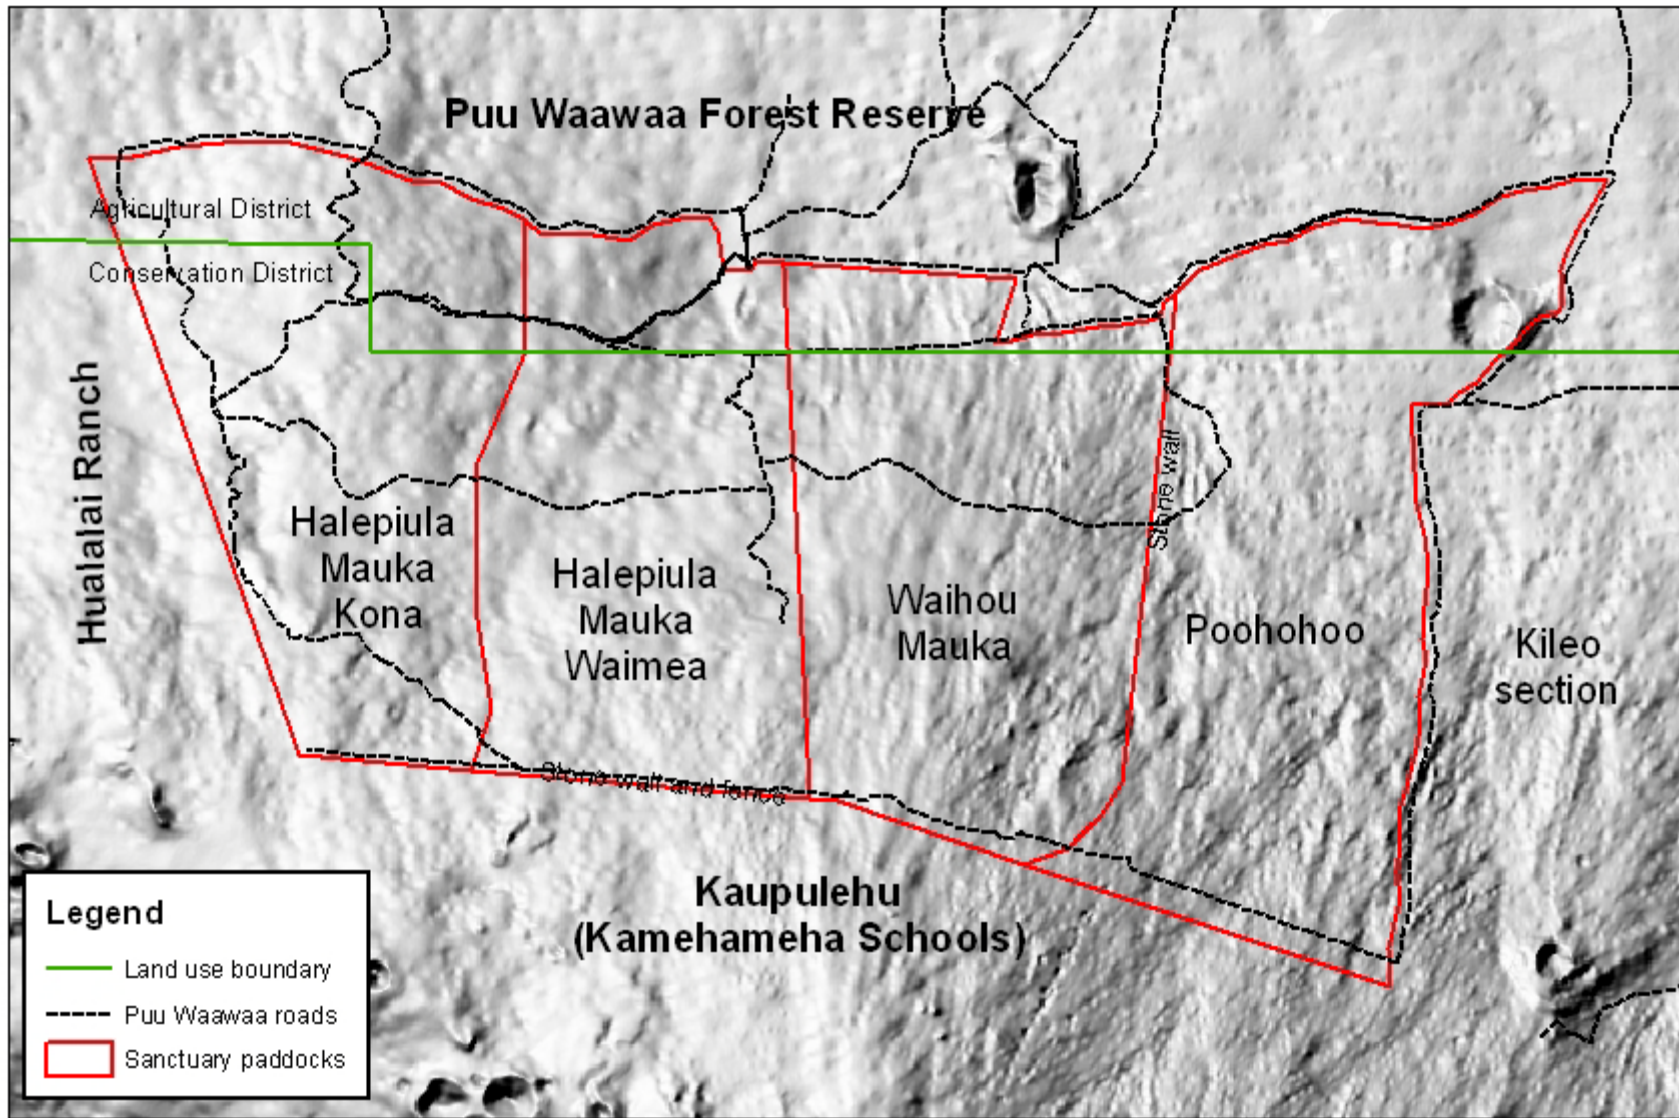 Puu Waawaa Forest Reserve
Agricultural District
Conservation District
Hualalai Ranch
Stone wall
Halepiula
Mauka
Kona
Halepiula
Mauka
Waimea
Waihou
Mauka
Poohohoo
Kileo
section
Stone wall and fence
Kaupulehu
(Kamehameha Schools)
Legend
Land use boundary
Puu Waawaa roads
Sanctuary paddocks